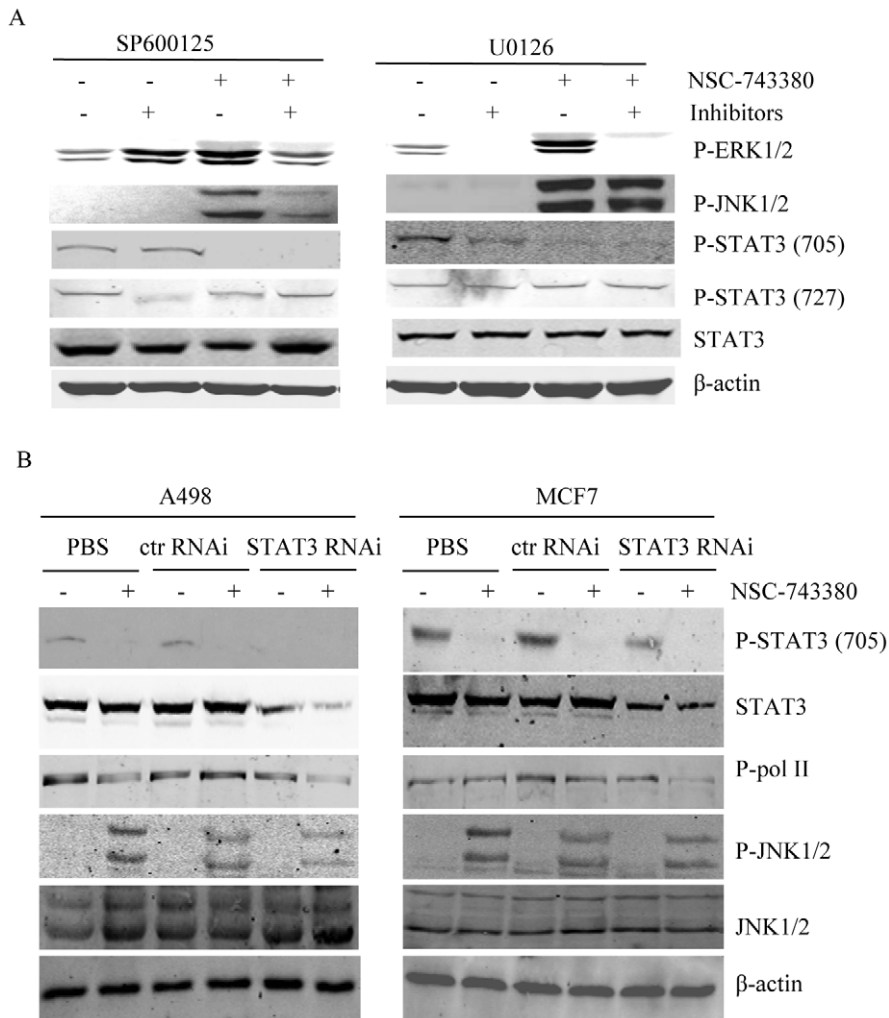 A
SP600125
U0126
- - + + - - + + NSC-743380
- + - + - + - + Inhibitors
P-ERK1/2
P-JNK1/2
P-STAT3 (705)
P-STAT3 (727)
STAT3
β-actin
B
A498
MCF7
PBS ctr RNAi STAT3 RNAi PBS ctr RNAi STAT3 RNAi
- + - + - + - + - + - + NSC-743380
P-STAT3 (705)
STAT3
P-pol II
P-JNK1/2
JNK1/2
β-actin